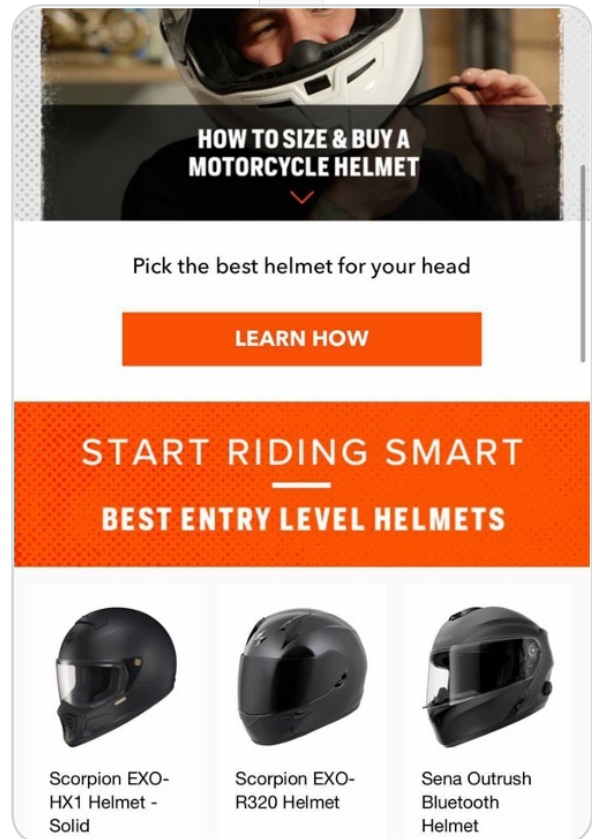 HOW TO SIZE & BUY A
MOTORCYCLE HELMET
Pick the best helmet for your head
LEARN HOW
START RIDING SMART
BEST ENTRY LEVEL HELMETS
Scorpion EXO-
HX1 Helmet -
Solid
Scorpion EXO-
R320 Helmet
Sena Outrush
Bluetooth
Helmet